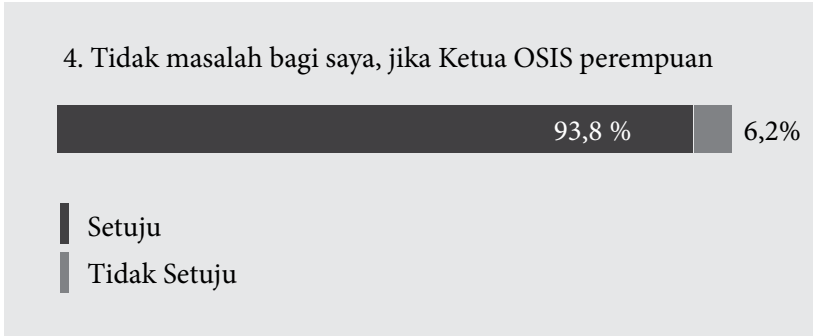 4. Tidak masalah bagi saya, jika Ketua OSIS perempuan
93,8 % 6,2%
Setuju
Tidak Setuju